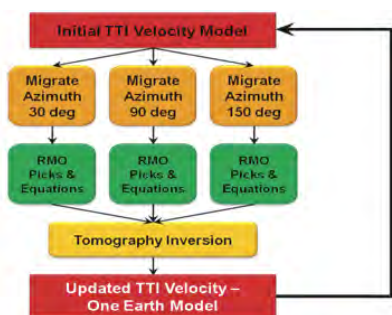 Initial TTI Velocity Model
Migrate
Azimuth
30 deg
Migrate
Azimuth
90 deg
Migrate
Azimuth
150 deg
RMO
Picks &
Equations
RMO
Picks &
Equations
RMO
Picks &
Equations
Tomography Inversion
Updated TTI Velocity –
One Earth Model